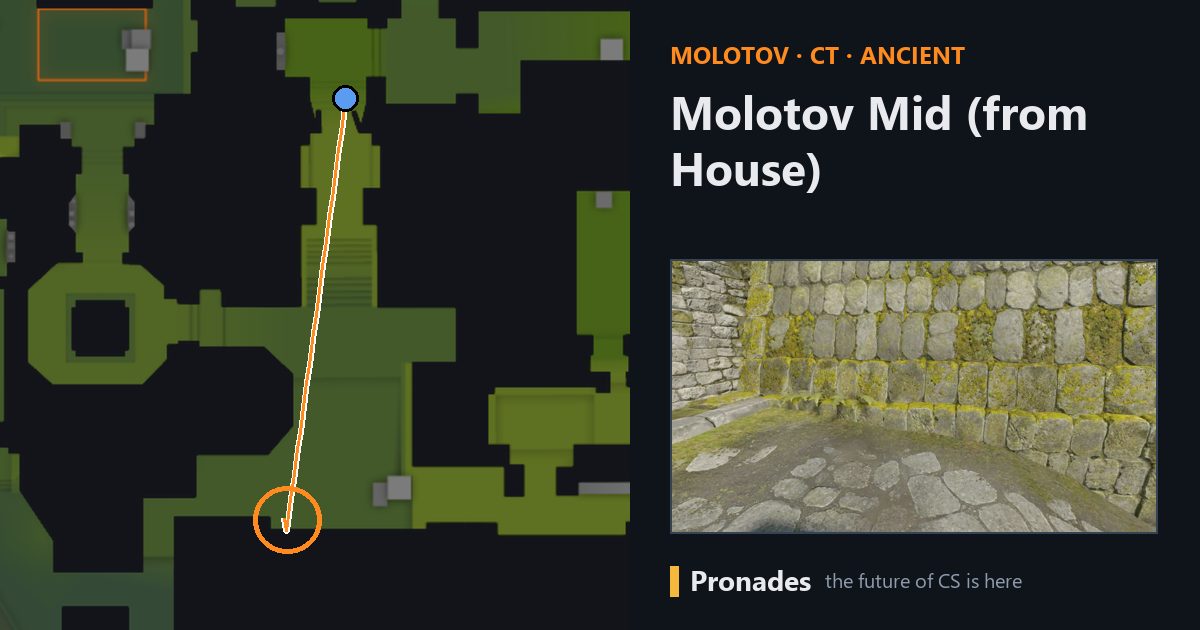 MOLOTOV · CT · ANCIENT
Molotov Mid (from
House)
Pronades the future of CS is here